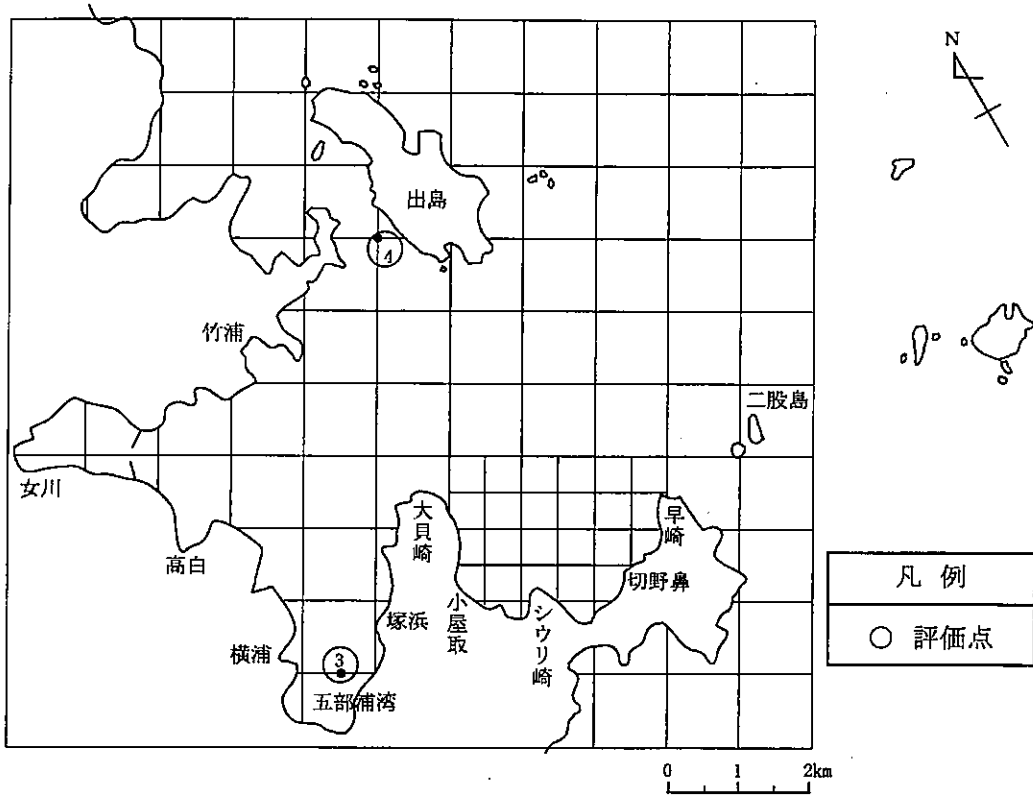 N
出島
4
竹浦
二股島
女川
大貝崎
早崎
高白
切野鼻
小屋取
塚浜
シウリ崎
横浦
3
五部浦湾
凡例
○ 評価点
0 1 2km